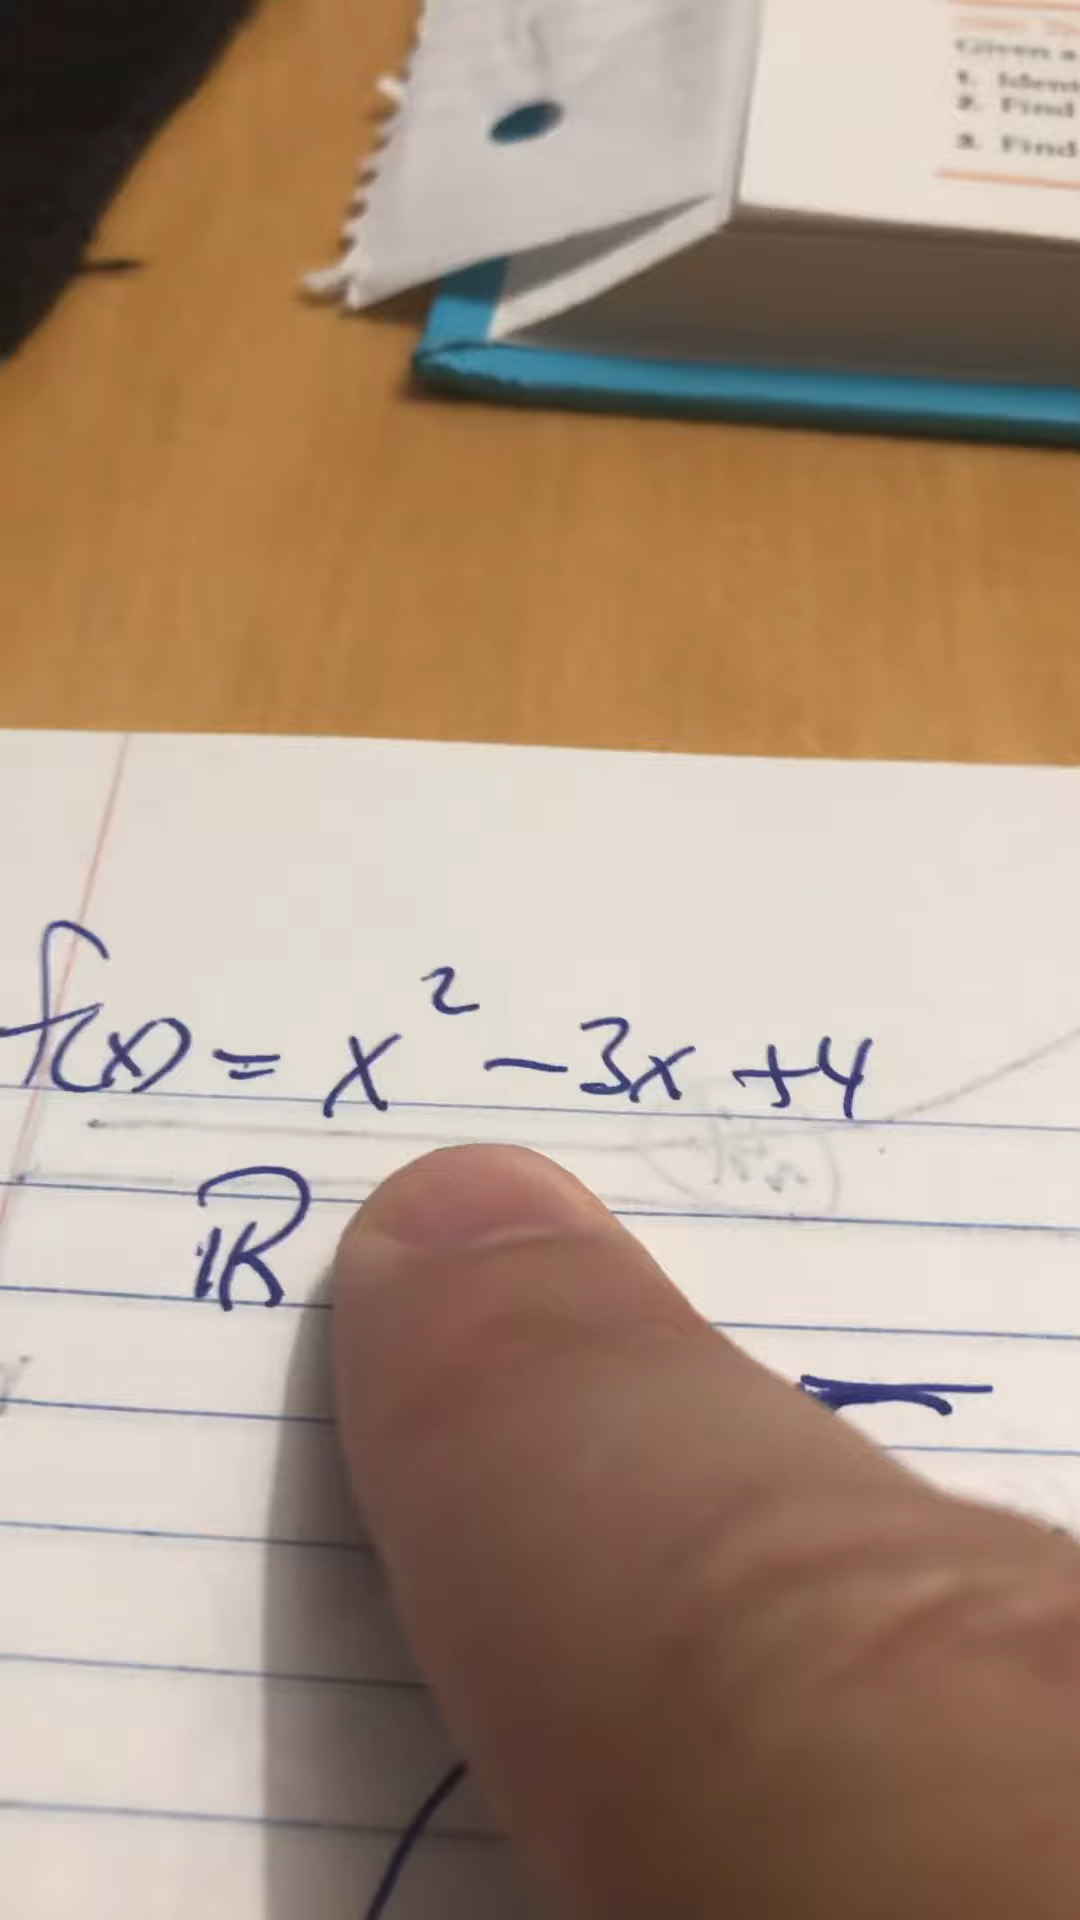 Given a
1. Ident
2. Find
3. Find
f(x) = x² - 3x + 4
ℝ